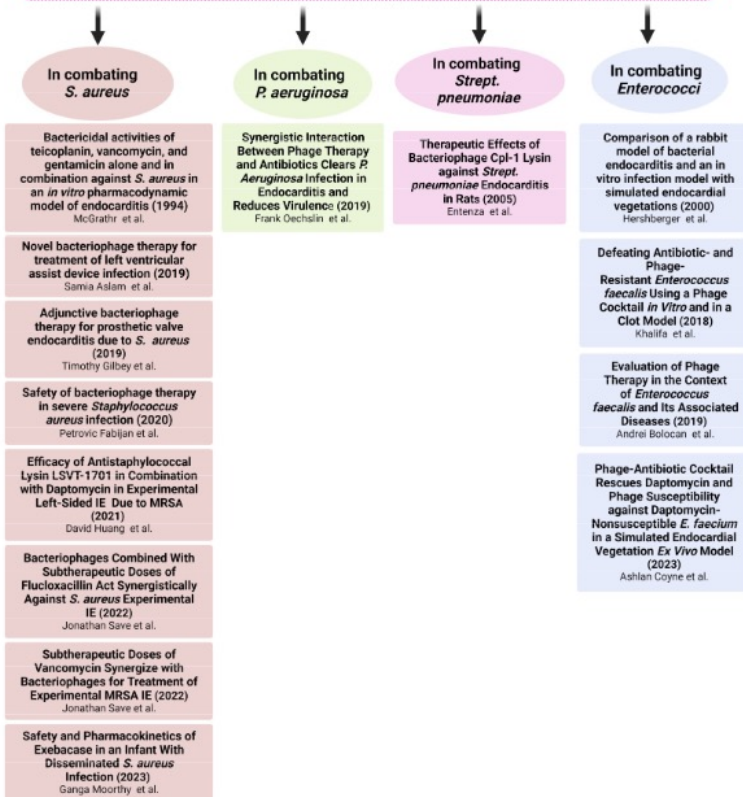 In combating
S. aureus
Bactericidal activities of
teicoplanin, vancomycin, and
gentamicin alone and in
combination against S. aureus in
an in vitro pharmacodynamic
model of endocarditis (1994)
McGrathr et al.
Novel bacteriophage therapy for
treatment of left ventricular
assist device infection (2019)
Samia Aslam et al.
Adjunctive bacteriophage
therapy for prosthetic valve
endocarditis due to S. aureus
(2019)
Timothy Gilbey et al.
Safety of bacteriophage therapy
in severe Staphylococcus
aureus infection (2020)
Petrovic Fabijan et al.
Efficacy of Antistaphylococcal
Lysin LSVT-1701 in Combination
with Daptomycin in Experimental
Left-Sided IE Due to MRSA
(2021)
David Huang et al.
Bacteriophages Combined With
Subtherapeutic Doses of
Flucloxacillin Act Synergistically
Against S. aureus Experimental
IE (2022)
Jonathan Save et al.
Subtherapeutic Doses of
Vancomycin Synergize with
Bacteriophages for Treatment of
Experimental MRSA IE (2022)
Jonathan Save et al.
Safety and Pharmacokinetics of
Exebacase in an Infant With
Disseminated S. aureus
Infection (2023)
Ganga Moorthy et al.
In combating
P. aeruginosa
Synergistic Interaction
Between Phage Therapy
and Antibiotics Clears P.
Aeruginosa Infection in
Endocarditis and
Reduces Virulence (2019)
Frank Oechslin et al.
In combating
Strept.
pneumoniae
Therapeutic Effects of
Bacteriophage Cpl-1 Lysin
against Strept.
pneumoniae Endocarditis
in Rats (2005)
Entenza et al.
In combating
Enterococci
Comparison of a rabbit
model of bacterial
endocarditis and an in
vitro infection model with
simulated endocardial
vegetations (2000)
Hershberger et al.
Defeating Antibiotic- and
Phage-
Resistant Enterococcus
faecalis Using a Phage
Cocktail in Vitro and in a
Clot Model (2018)
Khalifa et al.
Evaluation of Phage
Therapy in the Context
of Enterococcus
faecalis and Its Associated
Diseases (2019)
Andrei Bolocan et al.
Phage-Antibiotic Cocktail
Rescues Daptomycin and
Phage Susceptibility
against Daptomycin-
Nonsusceptible E. faecium
in a Simulated Endocardial
Vegetation Ex Vivo Model
(2023)
Ashlan Coyne et al.